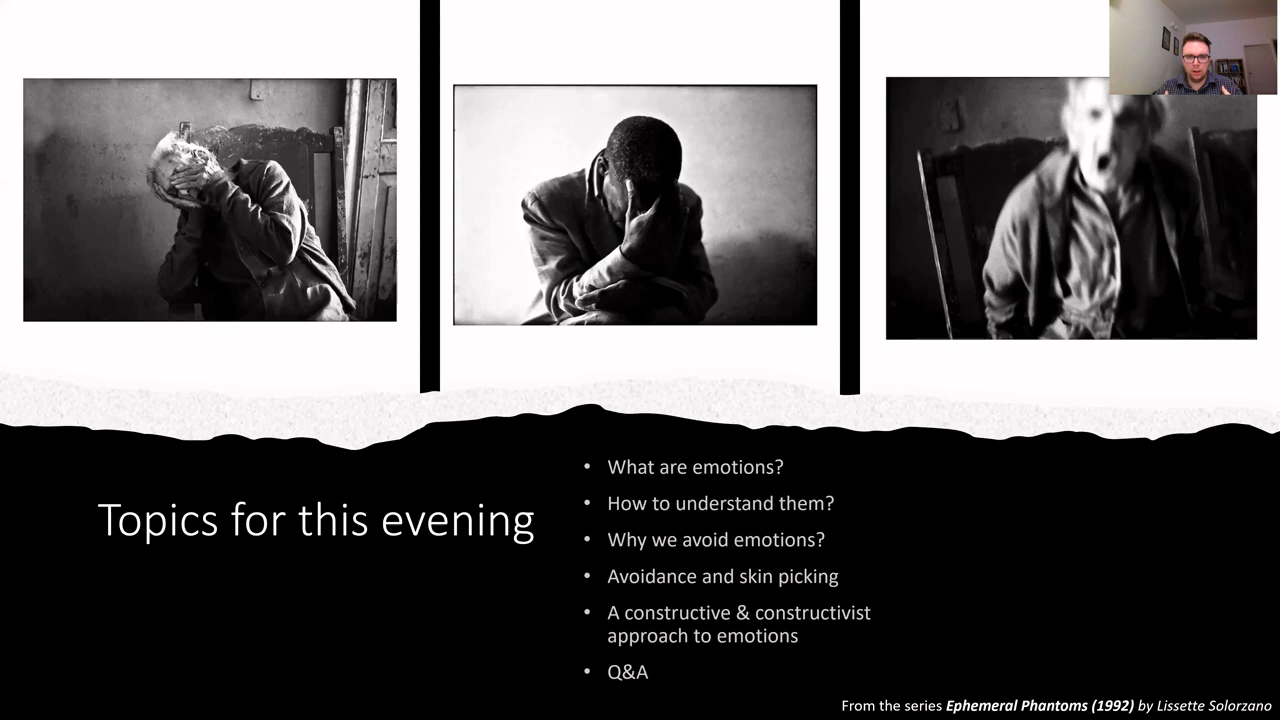 Topics for this evening
• What are emotions?
• How to understand them?
• Why we avoid emotions?
• Avoidance and skin picking
• A constructive & constructivist
approach to emotions
• Q&A
From the series Ephemeral Phantoms (1992) by Lissette Solorzano